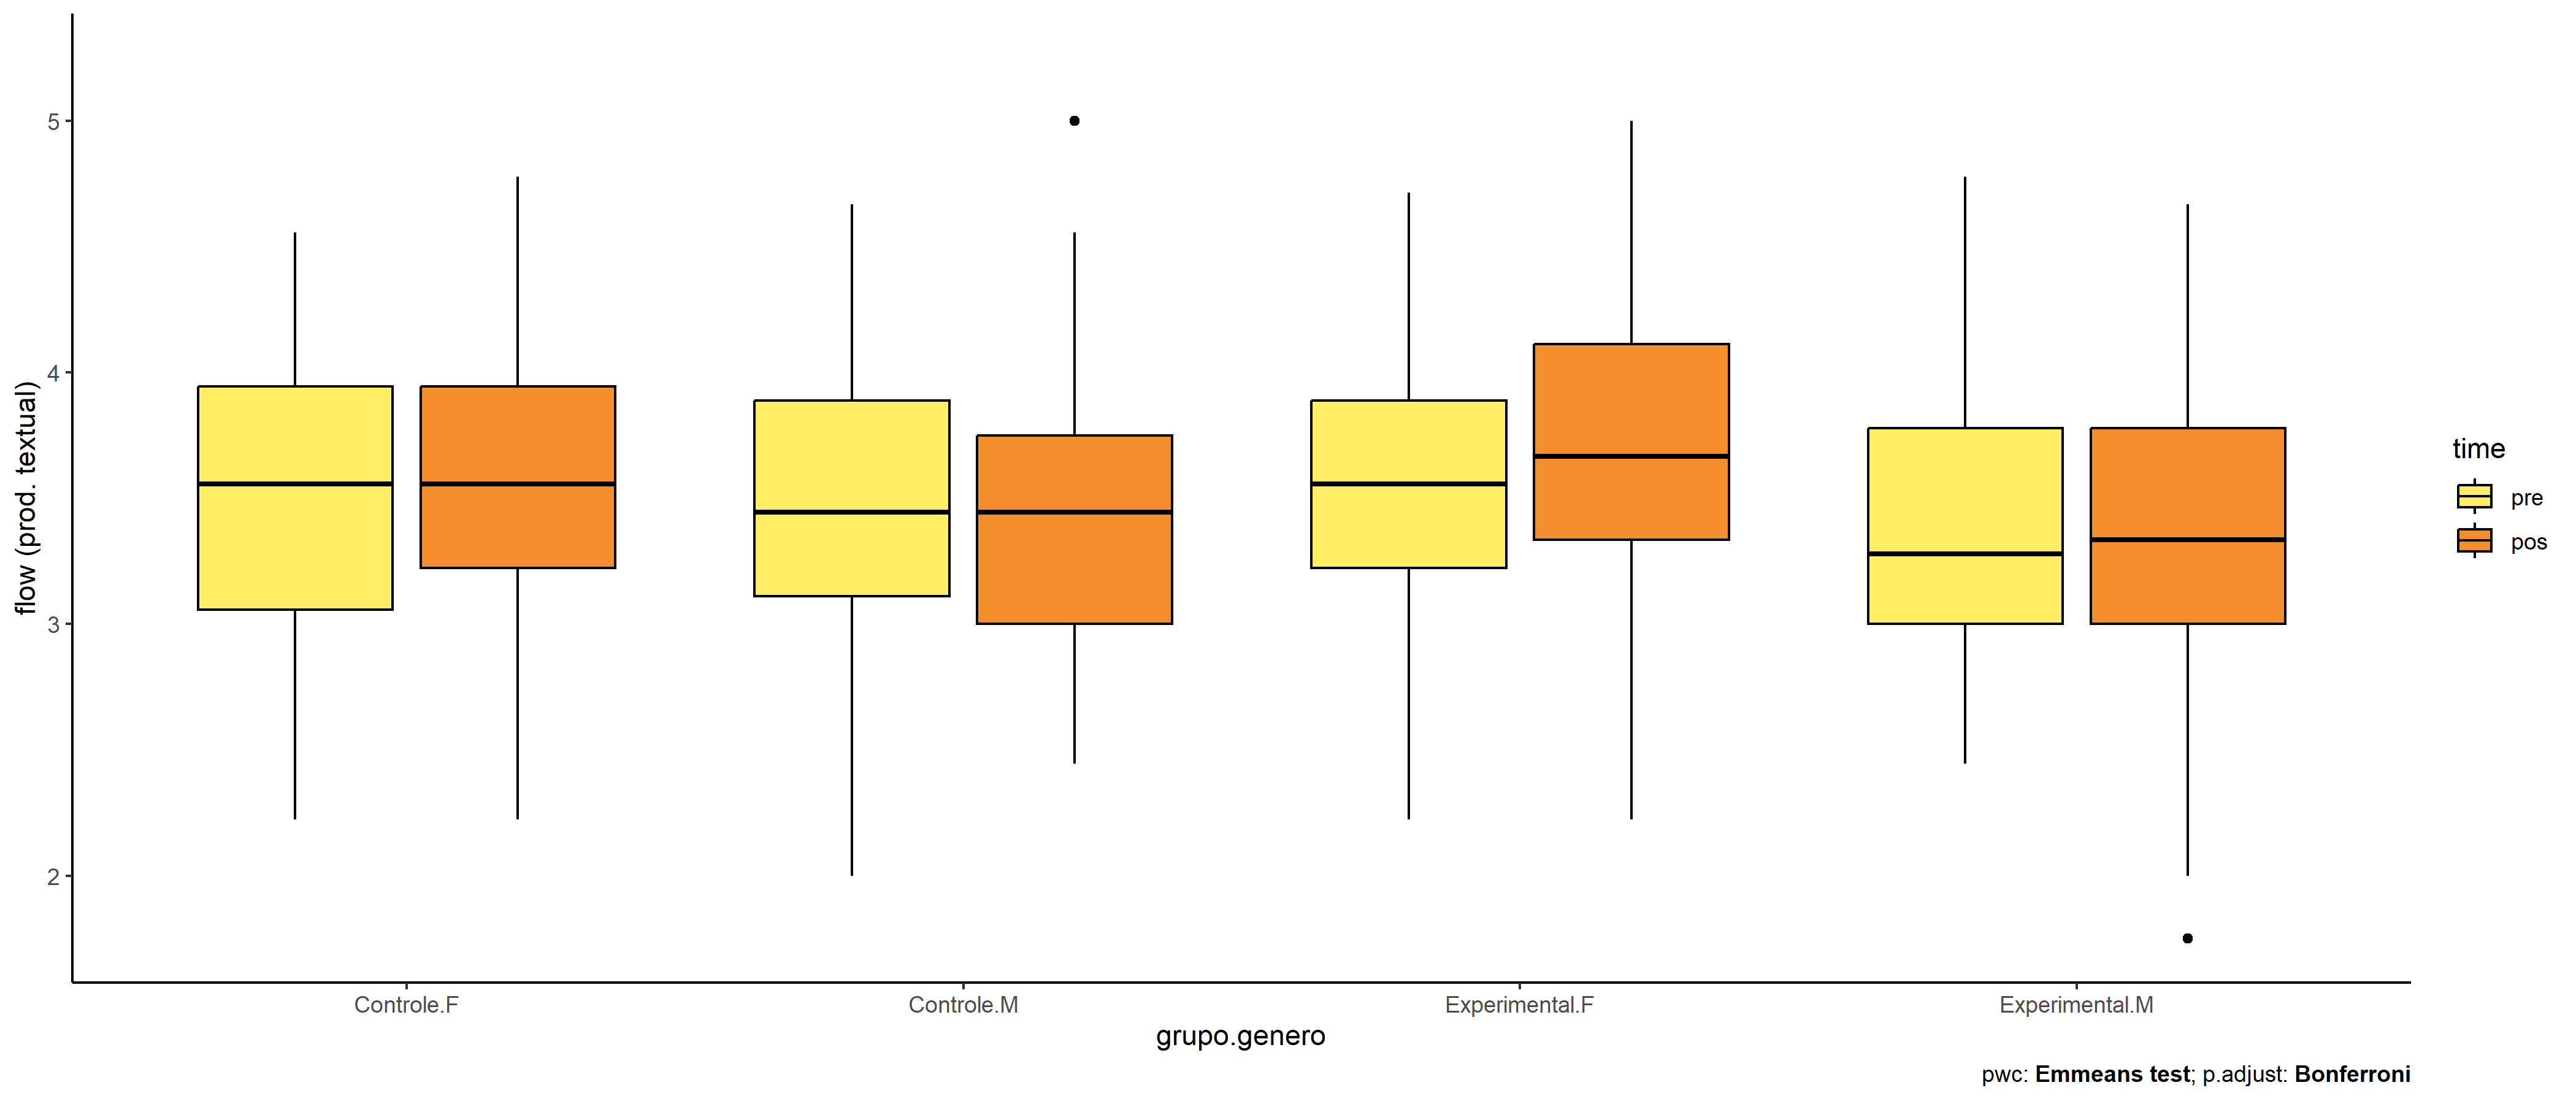 flow (prod. textual)
5
4
3
2
Controle.F
Controle.M
Experimental.F
Experimental.M
grupo.genero
time
pre
pos
pwc: Emmeans test; p.adjust: Bonferroni